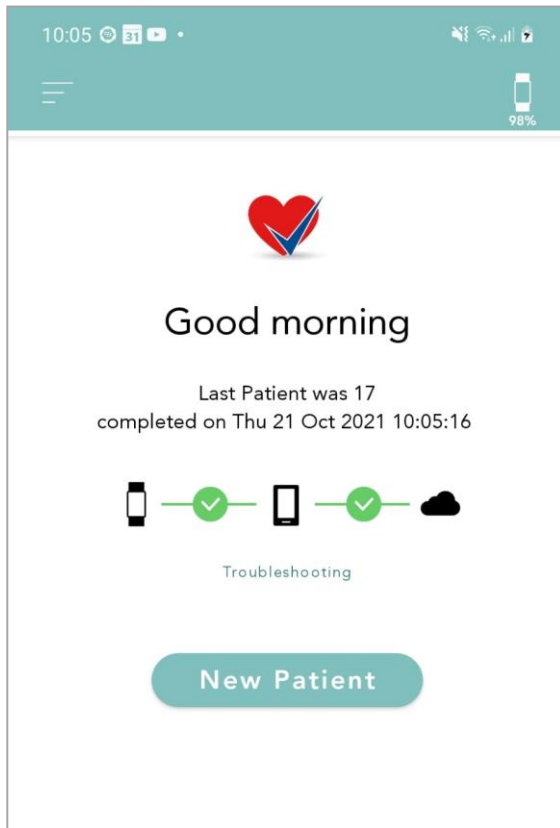 10:05 31
98%
Good morning
Last Patient was 17
completed on Thu 21 Oct 2021 10:05:16
Troubleshooting
New Patient